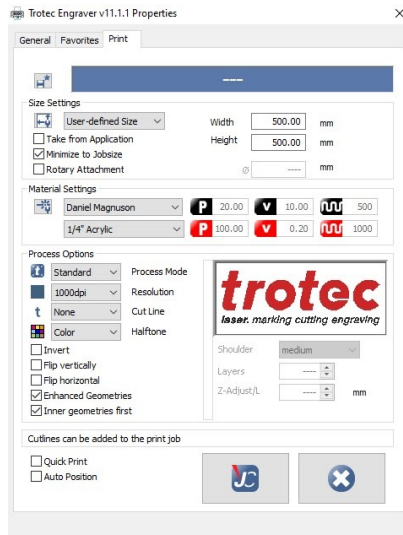 Trotec Engraver v11.1.1 Properties
General Favorites Print
---
Size Settings
User-defined Size Width 500.00 mm
Take from Application Height 500.00 mm
Minimize to Jobsize
Rotary Attachment ø ---- mm
Material Settings
Daniel Magnuson P 20.00 v 10.00 500
1/4" Acrylic P 100.00 v 0.20 1000
Process Options
Standard Process Mode
1000dpi Resolution
t None Cut Line
Color Halftone
trotec
laser. marking cutting engraving
Invert
Flip vertically
Flip horizontal
Enhanced Geometries
Inner geometries first
Shoulder medium
Layers ----
Z-Adjust/L ---- mm
Cutlines can be added to the print job
Quick Print
Auto Position
JC